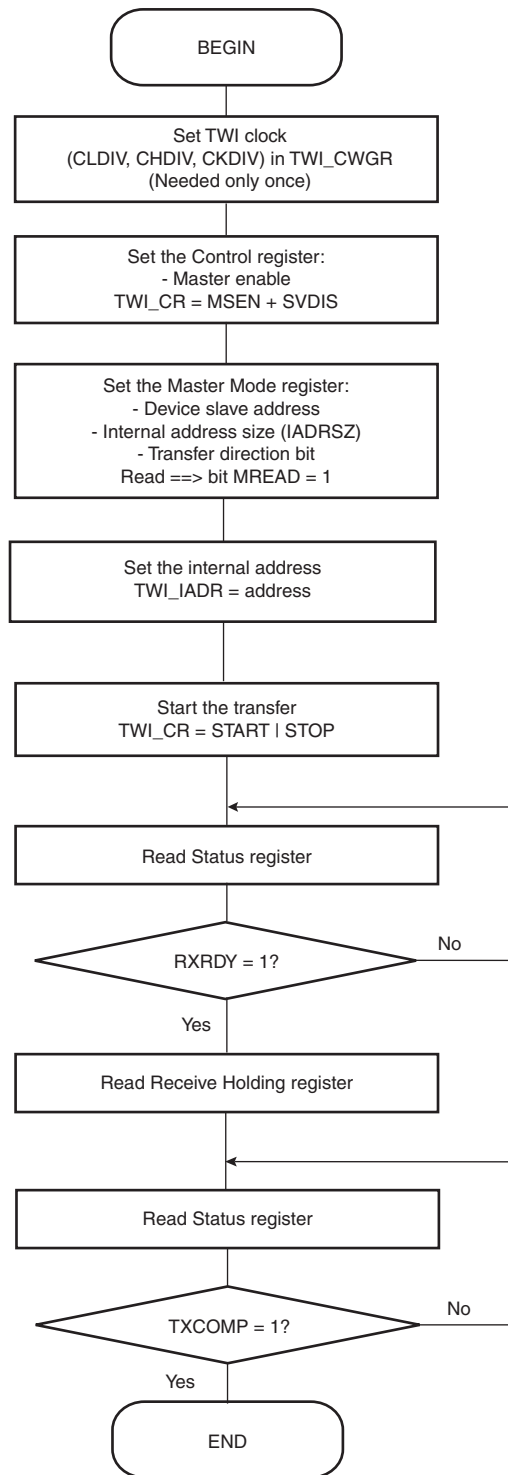 BEGIN
Set TWI clock
(CLDIV, CHDIV, CKDIV) in TWI_CWGR
(Needed only once)
Set the Control register:
- Master enable
TWI_CR = MSEN + SVDIS
Set the Master Mode register:
- Device slave address
- Internal address size (IADRSZ)
- Transfer direction bit
Read ==> bit MREAD = 1
Set the internal address
TWI_IADR = address
Start the transfer
TWI_CR = START | STOP
Read Status register
RXRDY = 1?
No
Yes
Read Receive Holding register
Read Status register
TXCOMP = 1?
No
Yes
END